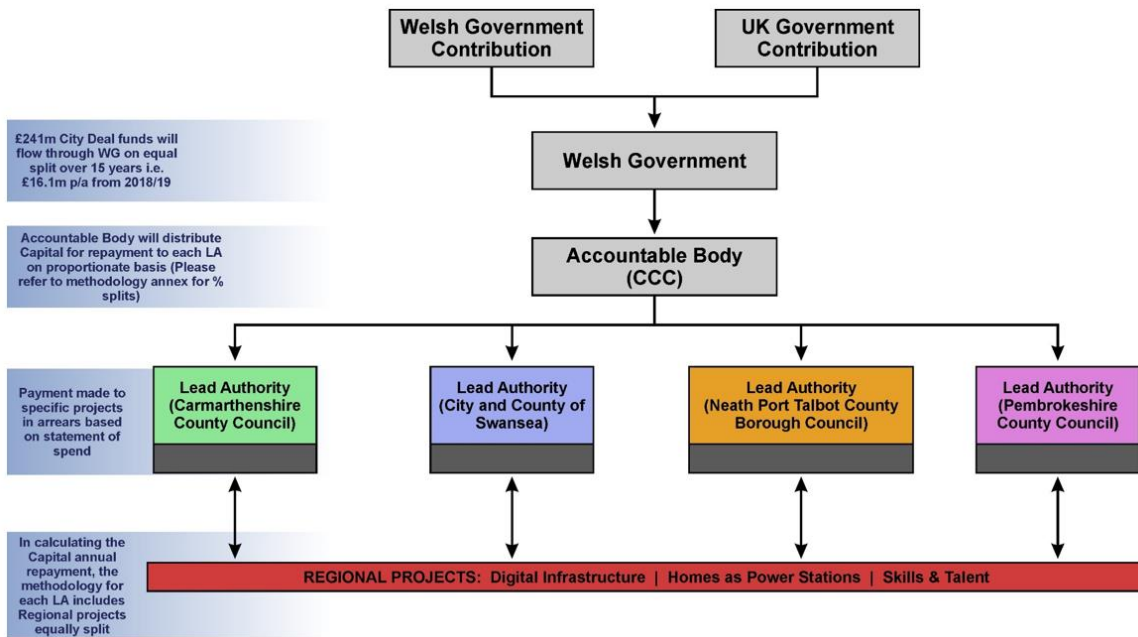 Welsh Government
Contribution
UK Government
Contribution
£241m City Deal funds will
flow through WG on equal
split over 15 years i.e.
£16.1m p/a from 2018/19
Welsh Government
Accountable Body will distribute
Capital for repayment to each LA
on proportionate basis (Please
refer to methodology annex for %
splits)
Accountable Body
(CCC)
Payment made to
specific projects
in arrears based
on statement of
spend
Lead Authority
(Carmarthenshire
County Council)
Lead Authority
(City and County of
Swansea)
Lead Authority
(Neath Port Talbot County
Borough Council)
Lead Authority
(Pembrokeshire
County Council)
In calculating the
Capital annual
repayment, the
methodology for
each LA includes
Regional projects
equally split
REGIONAL PROJECTS: Digital Infrastructure | Homes as Power Stations | Skills & Talent